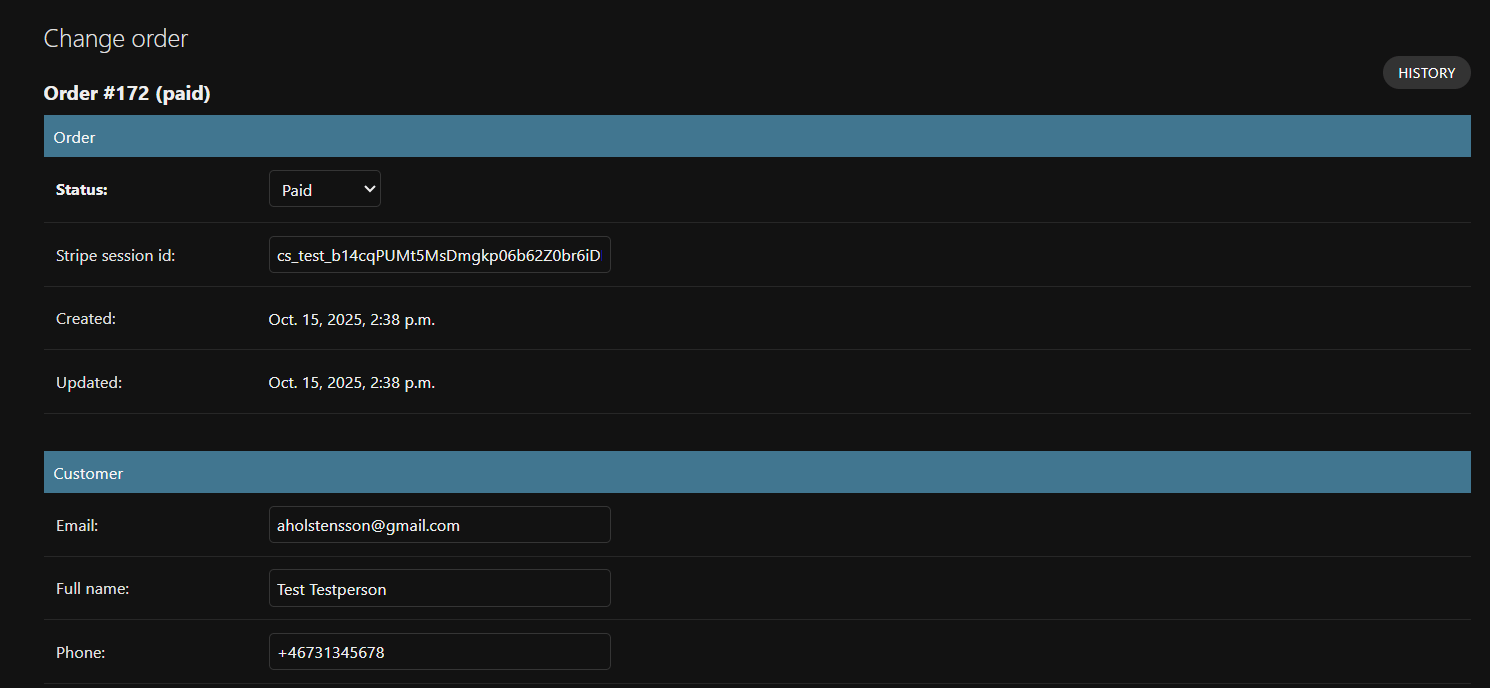 Change order
HISTORY
Order #172 (paid)
Order
Status: Paid
Stripe session id: cs_test_b14cqPUMt5MsDmgkp06b62Z0br6iD
Created: Oct. 15, 2025, 2:38 p.m.
Updated: Oct. 15, 2025, 2:38 p.m.
Customer
Email: aholstensson@gmail.com
Full name: Test Testperson
Phone: +46731345678